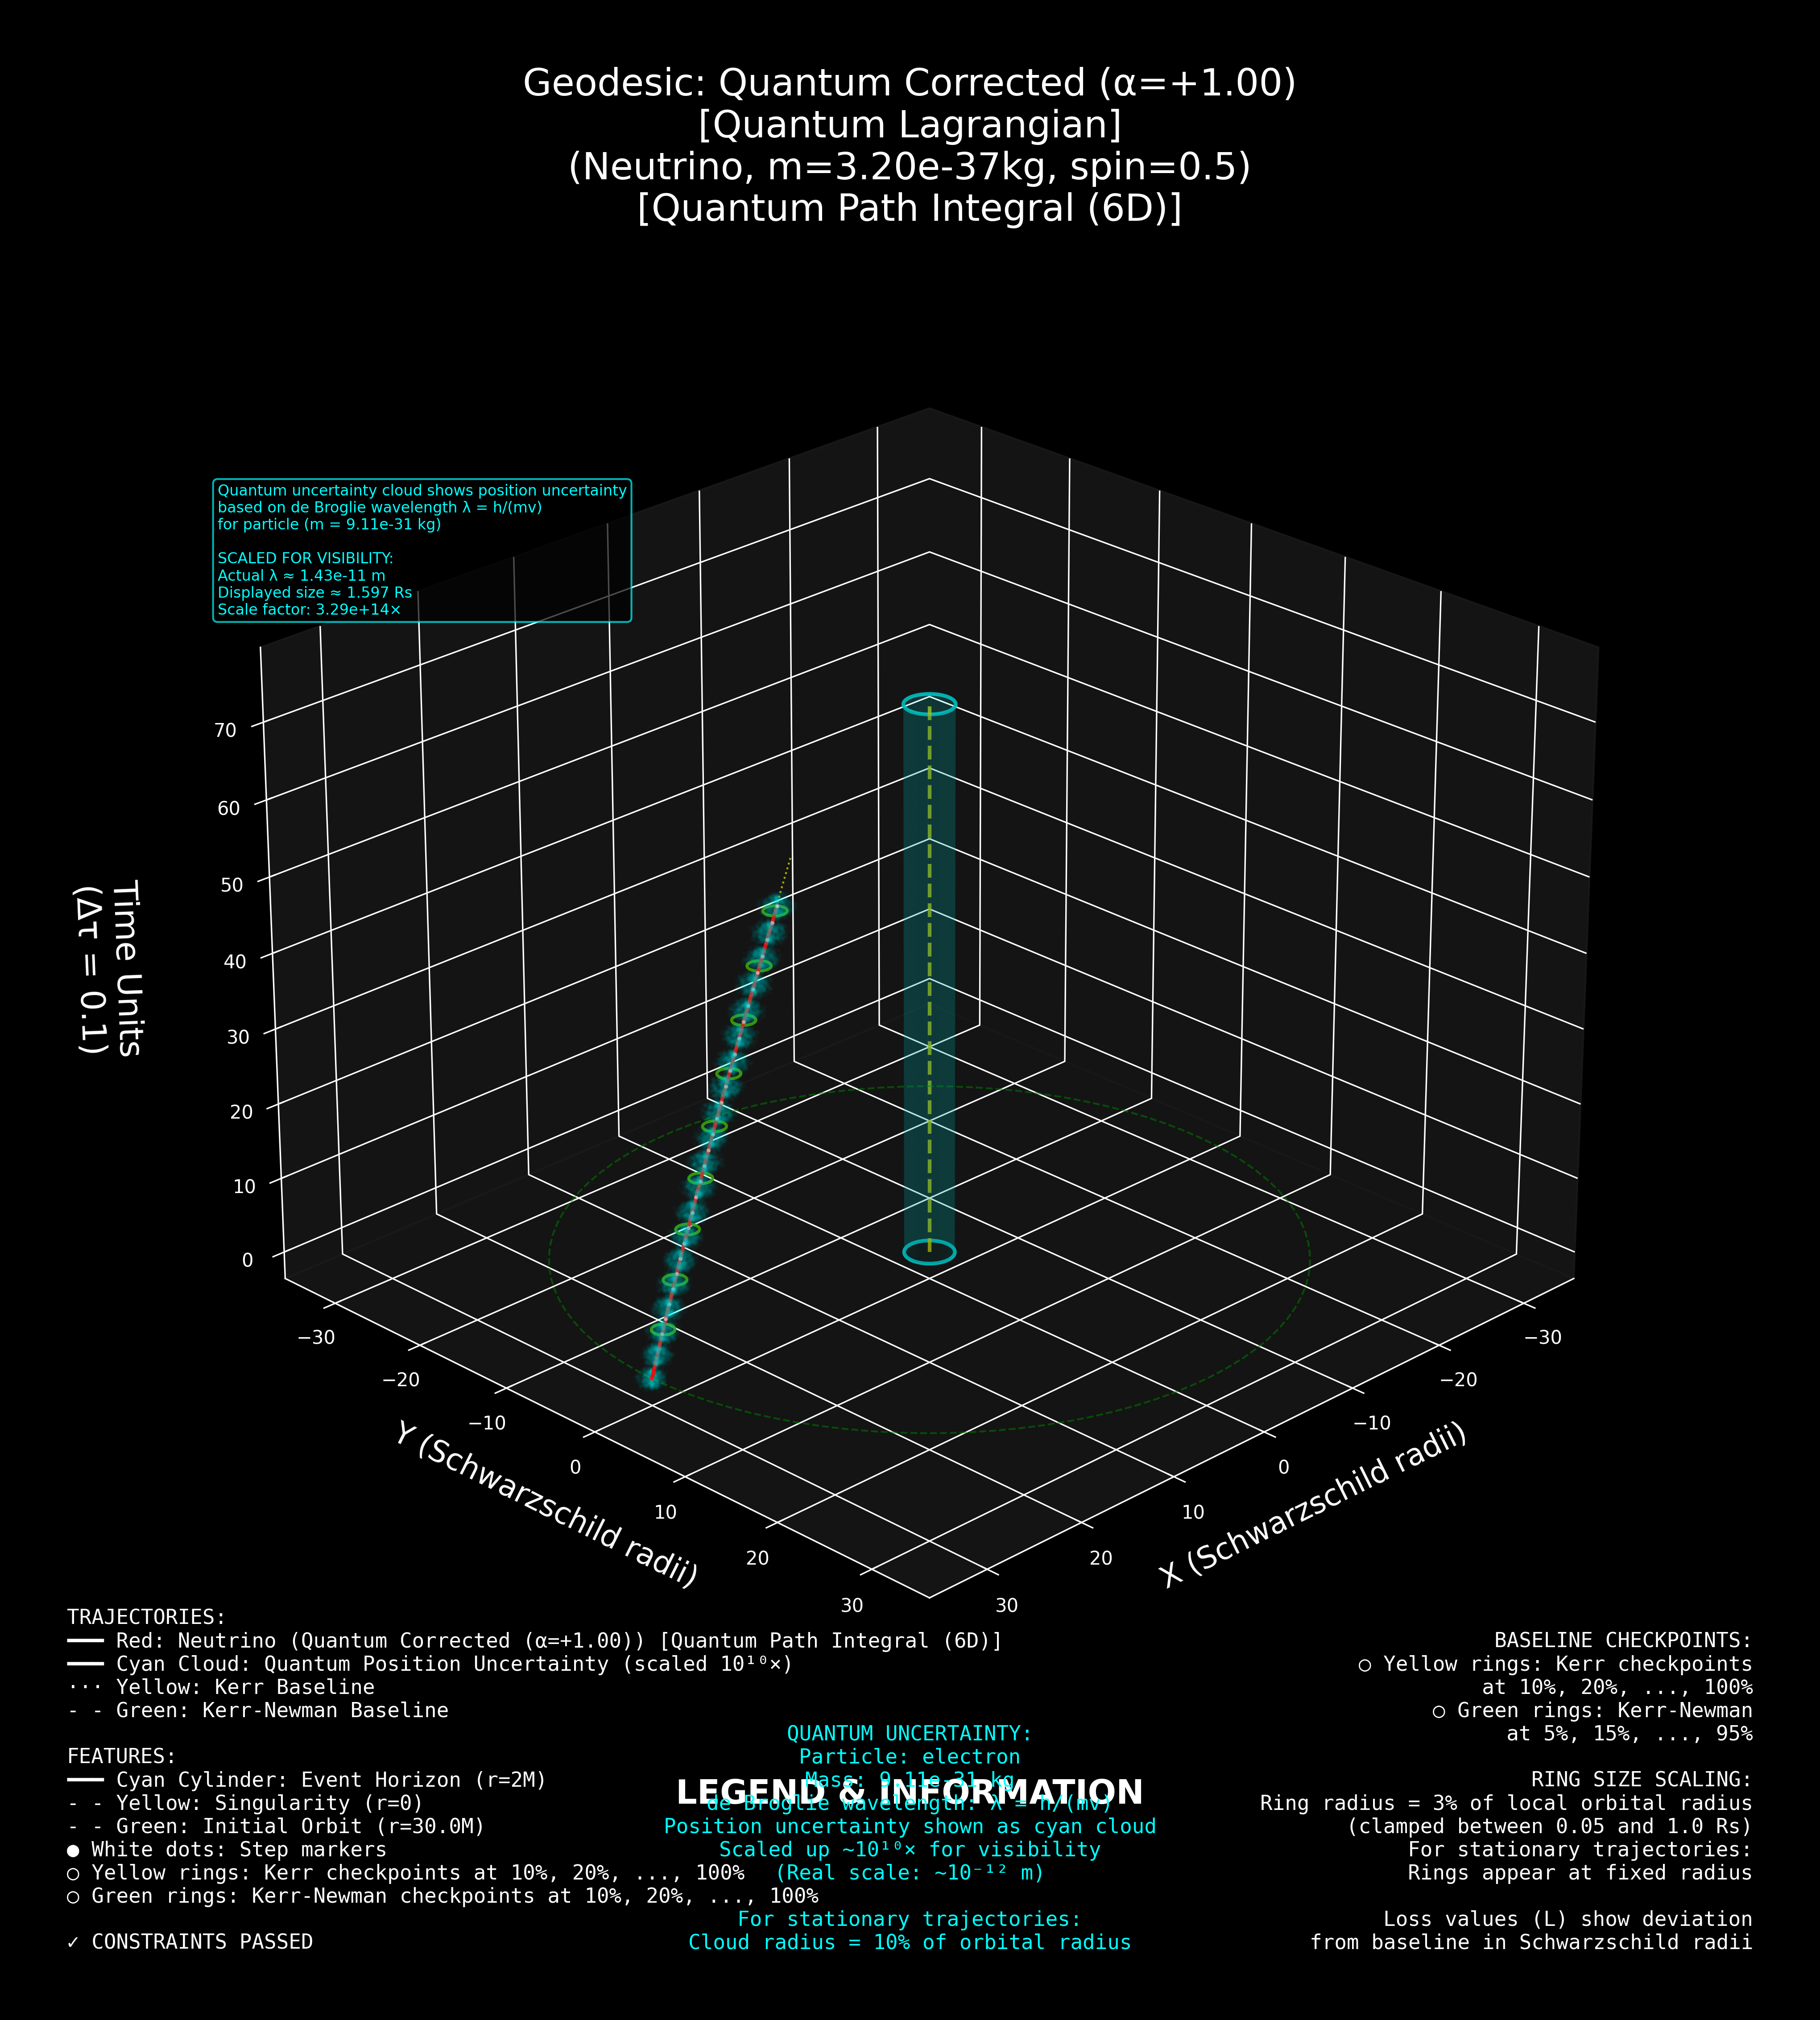 Geodesic: Quantum Corrected (α=+1.00)
[Quantum Lagrangian]
(Neutrino, m=3.20e-37kg, spin=0.5)
[Quantum Path Integral (6D)]
Quantum uncertainty cloud shows position uncertainty
based on de Broglie wavelength λ = h/(mv)
for particle (m = 9.11e-31 kg)
SCALED FOR VISIBILITY:
Actual λ ≈ 1.43e-11 m
Displayed size ≈ 1.597 Rs
Scale factor: 3.29e+14×
70
60
50
40
30
20
10
0
Time Units
(Δτ = 0.1)
−30
−20
−10
0
10
20
30
Y (Schwarzschild radii)
−30
−20
−10
0
10
20
30
X (Schwarzschild radii)
TRAJECTORIES:
━━━ Red: Neutrino (Quantum Corrected (α=+1.00)) [Quantum Path Integral (6D)]
━━━ Cyan Cloud: Quantum Position Uncertainty (scaled 10¹⁰×)
··· Yellow: Kerr Baseline
- - Green: Kerr-Newman Baseline
FEATURES:
━━━ Cyan Cylinder: Event Horizon (r=2M)
- - Yellow: Singularity (r=0)
- - Green: Initial Orbit (r=30.0M)
● White dots: Step markers
○ Yellow rings: Kerr checkpoints at 10%, 20%, ..., 100%
○ Green rings: Kerr-Newman checkpoints at 10%, 20%, ..., 100%
✓ CONSTRAINTS PASSED
QUANTUM UNCERTAINTY:
Particle: electron
Mass: 9.11e-31 kg
LEGEND & INFORMATION
de Broglie wavelength: λ = h/(mv)
Position uncertainty shown as cyan cloud
Scaled up ~10¹⁰× for visibility
(Real scale: ~10⁻¹² m)
For stationary trajectories:
Cloud radius = 10% of orbital radius
BASELINE CHECKPOINTS:
○ Yellow rings: Kerr checkpoints
at 10%, 20%, ..., 100%
○ Green rings: Kerr-Newman
at 5%, 15%, ..., 95%
RING SIZE SCALING:
Ring radius = 3% of local orbital radius
(clamped between 0.05 and 1.0 Rs)
For stationary trajectories:
Rings appear at fixed radius
Loss values (L) show deviation
from baseline in Schwarzschild radii